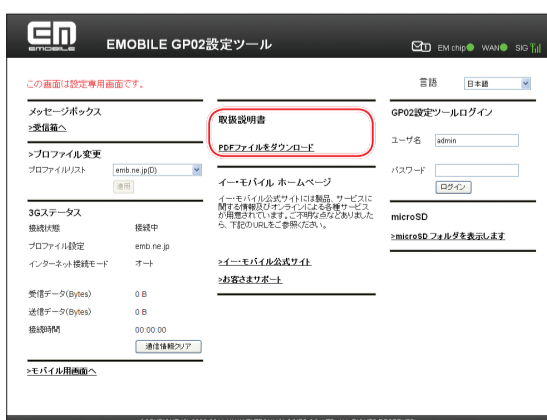 EMOBILE
EMOBILE GP02設定ツール
1
EM chip
WAN
SIG
この画面は設定専用画面です。
言語
日本語
メッセージボックス
>受信箱へ
>プロファイル変更
プロファイルリスト
emb.ne.jp(D)
適用
3Gステータス
接続状態
接続中
プロファイル設定
emb.ne.jp
インターネット接続モード
オート
受信データ(Bytes)
0 B
送信データ(Bytes)
0 B
接続時間
00:00:00
通信情報クリア
>モバイル用画面へ
取扱説明書
PDFファイルをダウンロード
イー・モバイル ホームページ
イー・モバイル公式サイトには製品、サービスに
関する情報及びオンラインによる各種サービス
が用意されています。ご不明な点などありました
ら、下記のURLをご参照ください。
>イー・モバイル公式サイト
>お客さまサポート
GP02設定ツールログイン
ユーザ名
admin
パスワード
ログイン
microSD
>microSD フォルダを表示します